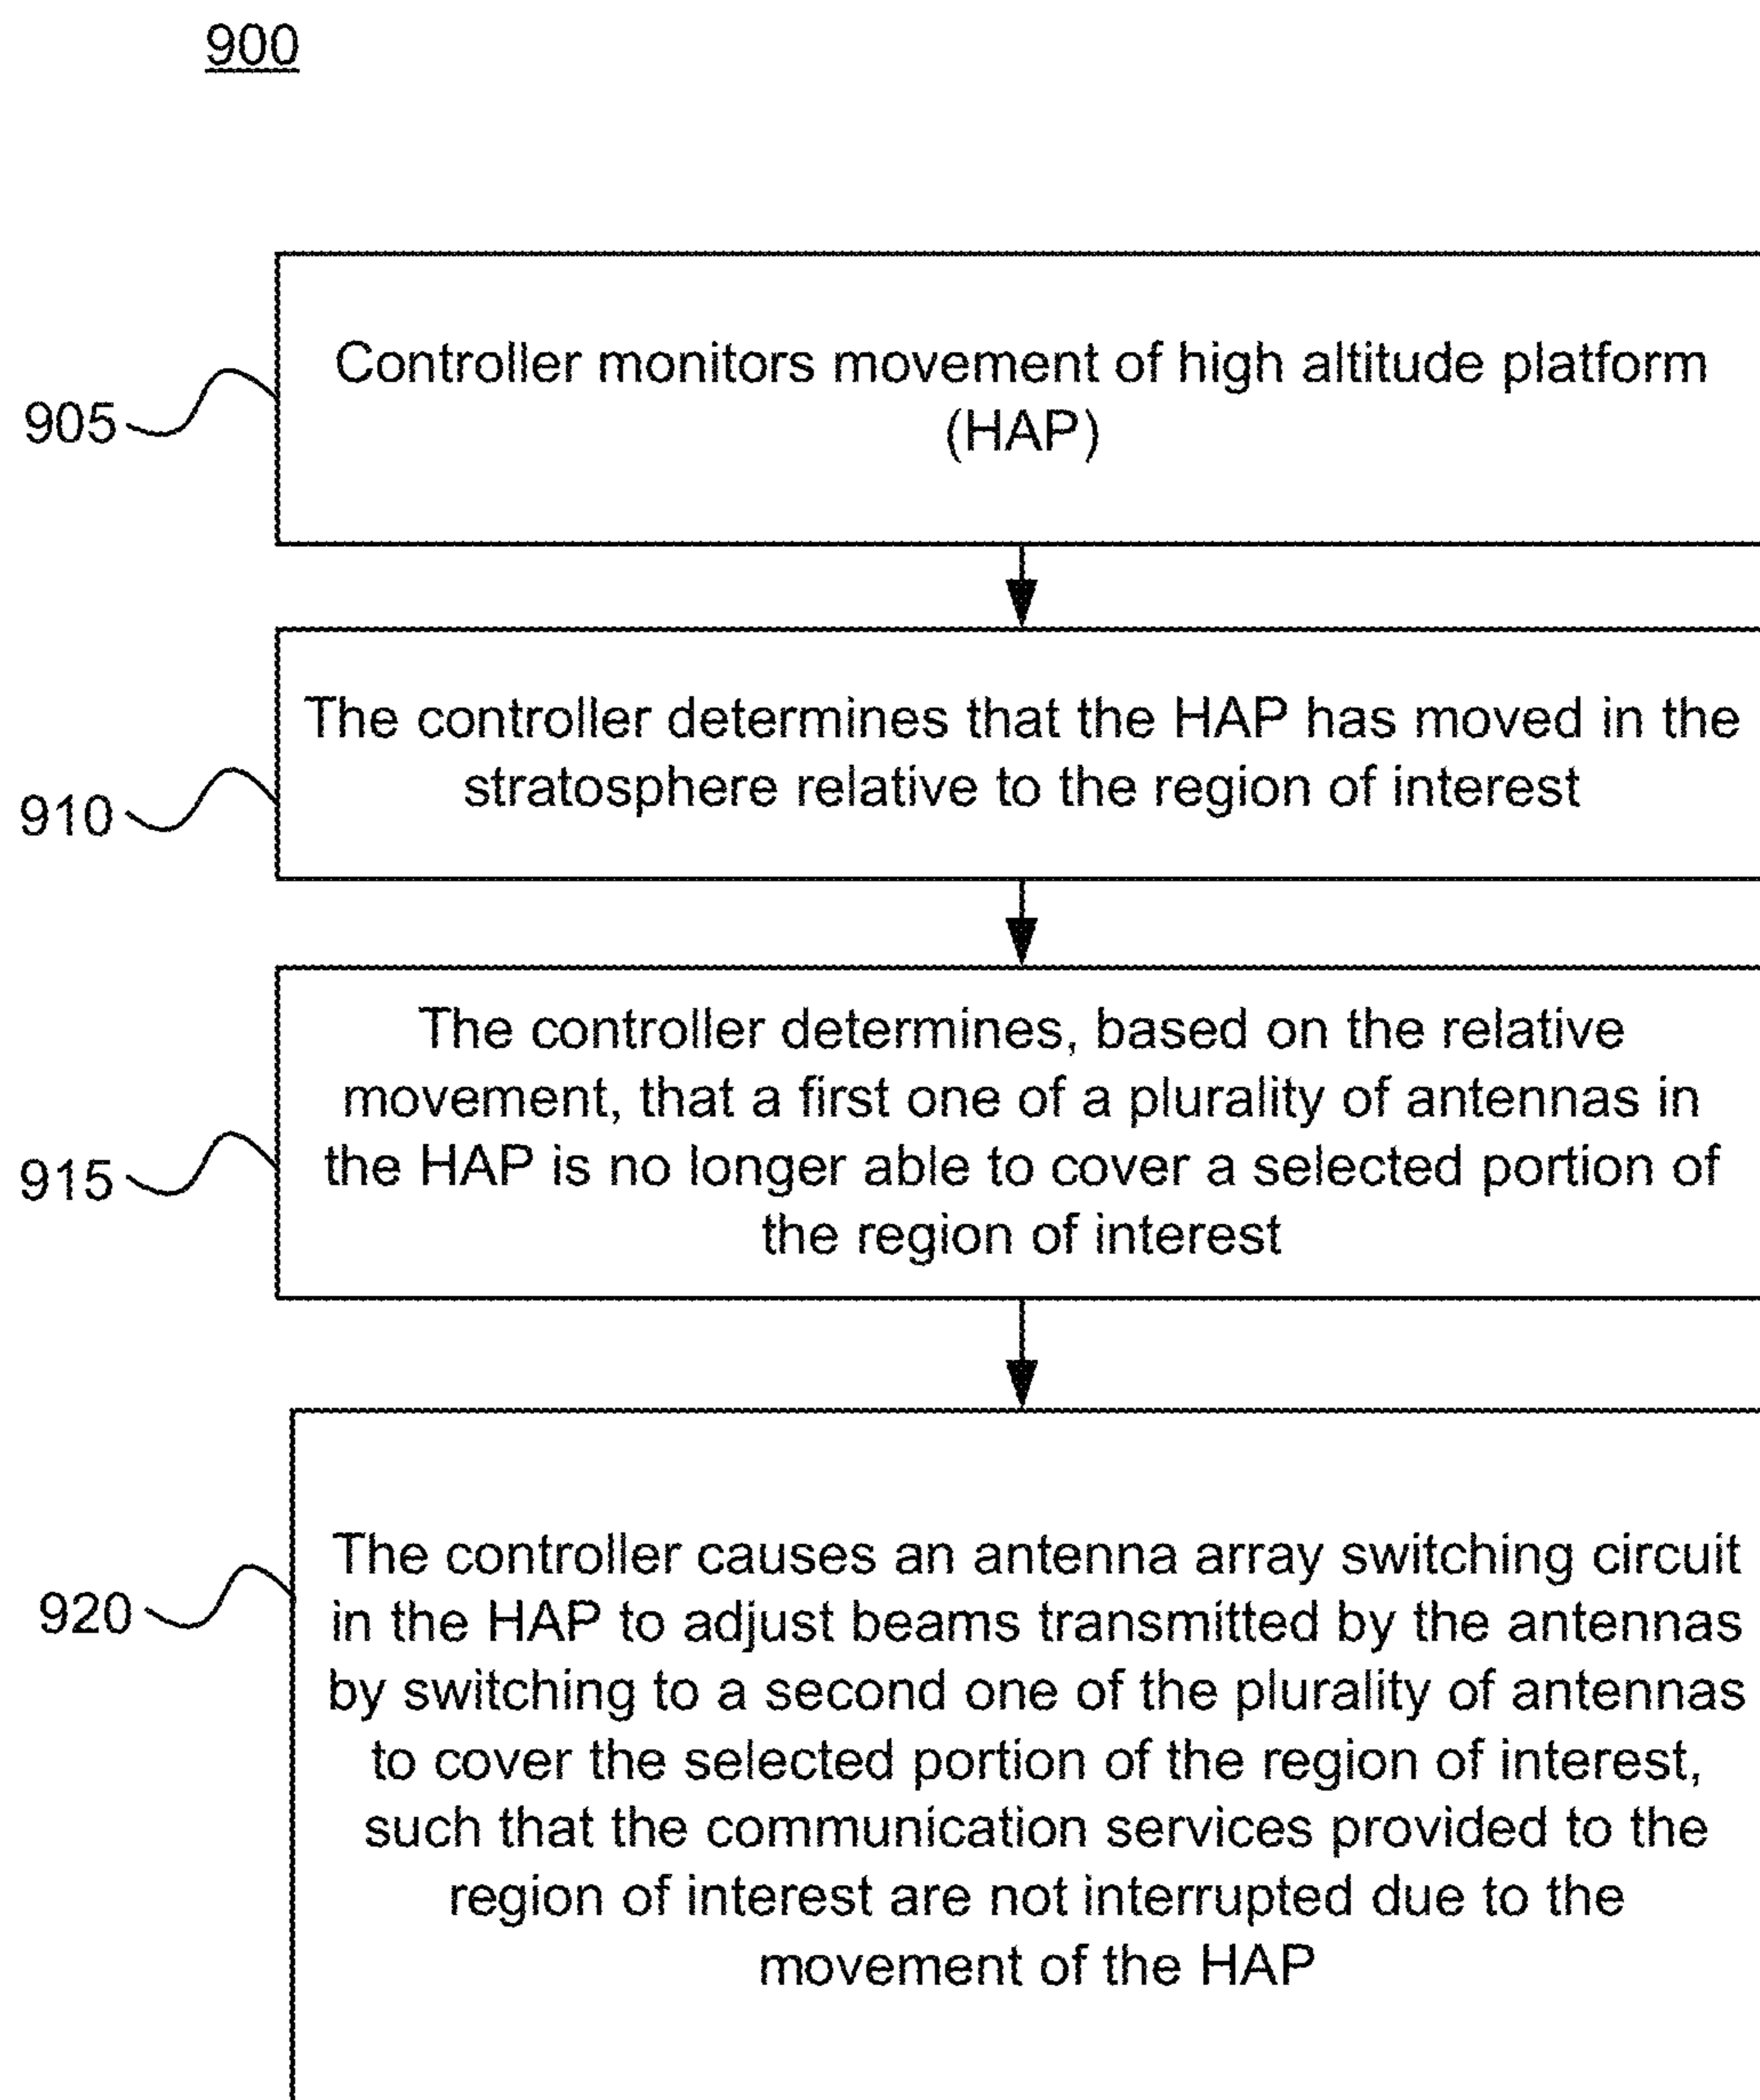 900
905
Controller monitors movement of high altitude platform
(HAP)
910
The controller determines that the HAP has moved in the
stratosphere relative to the region of interest
915
The controller determines, based on the relative
movement, that a first one of a plurality of antennas in
the HAP is no longer able to cover a selected portion of
the region of interest
920
The controller causes an antenna array switching circuit
in the HAP to adjust beams transmitted by the antennas
by switching to a second one of the plurality of antennas
to cover the selected portion of the region of interest,
such that the communication services provided to the
region of interest are not interrupted due to the
movement of the HAP